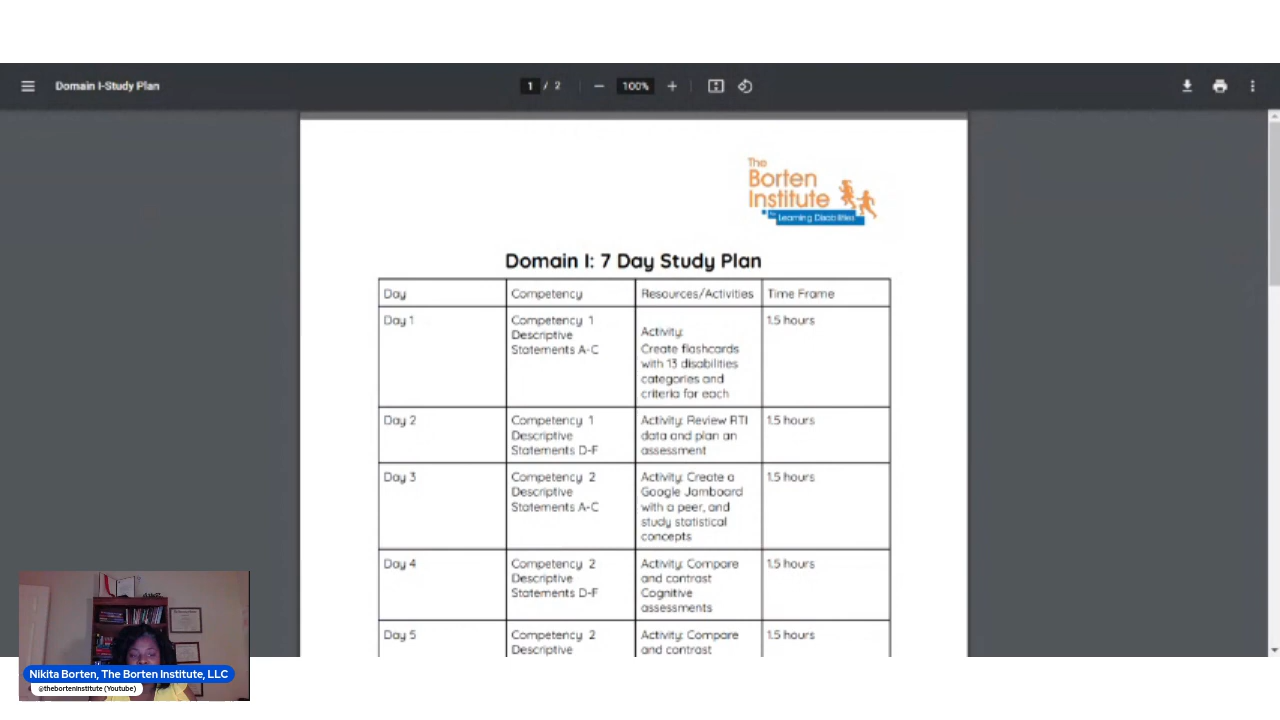 Domain I-Study Plan
1 / 2
100%
The
Borten
Institute
for Learning Disabilities
Domain I: 7 Day Study Plan
Day
Competency
Resources/Activities
Time Frame
Day 1
Competency 1
Descriptive
Statements A-C
Activity:
Create flashcards
with 13 disabilities
categories and
criteria for each
1.5 hours
Day 2
Competency 1
Descriptive
Statements D-F
Activity: Review RTI
data and plan an
assessment
1.5 hours
Day 3
Competency 2
Descriptive
Statements A-C
Activity: Create a
Google Jamboard
with a peer, and
study statistical
concepts
1.5 hours
Day 4
Competency 2
Descriptive
Statements D-F
Activity: Compare
and contrast
Cognitive
assessments
1.5 hours
Day 5
Competency 2
Descriptive
Activity: Compare
and contrast
1.5 hours
Nikita Borten, The Borten Institute, LLC
@theborteninstitute (Youtube)